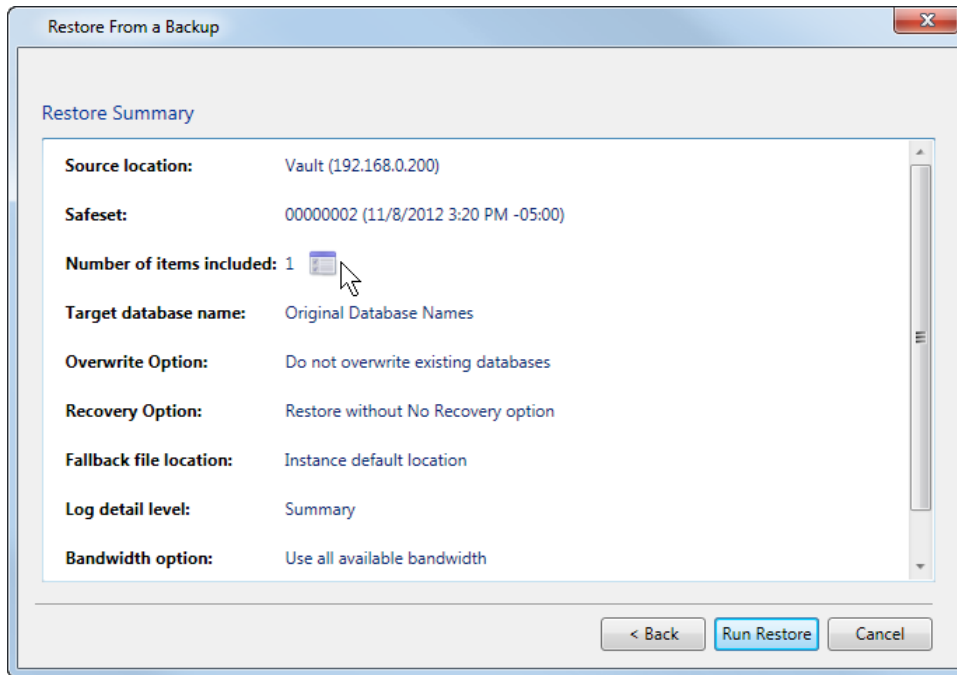 Restore From a Backup
Restore Summary
Source location: Vault (192.168.0.200)
Safeset: 00000002 (11/8/2012 3:20 PM -05:00)
Number of items included: 1
Target database name: Original Database Names
Overwrite Option: Do not overwrite existing databases
Recovery Option: Restore without No Recovery option
Fallback file location: Instance default location
Log detail level: Summary
Bandwidth option: Use all available bandwidth
< Back Run Restore Cancel